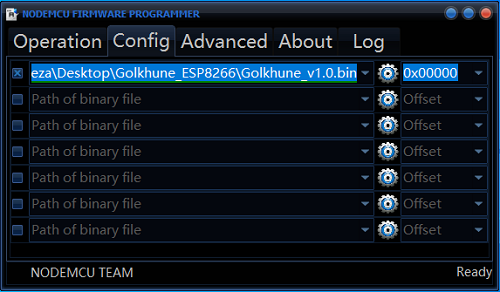 NODEMCU FIRMWARE PROGRAMMER
Operation Config Advanced About Log
eza\Desktop\Golkhune_ESP8266\Golkhune_v1.0.bin 0x00000
Path of binary file Offset
Path of binary file Offset
Path of binary file Offset
Path of binary file Offset
Path of binary file Offset
Path of binary file Offset
NODEMCU TEAM Ready